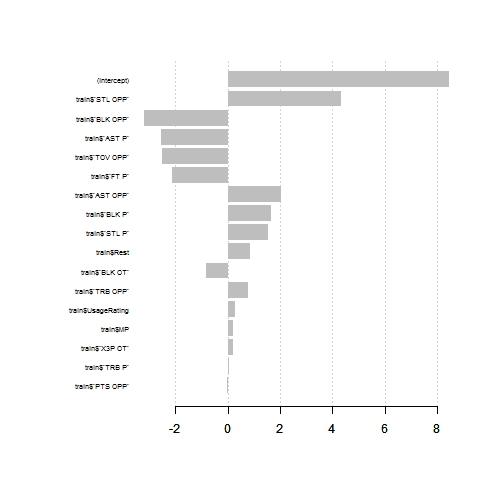 (Intercept)
train$`STL OPP`
train$`BLK OPP`
train$`AST P`
train$`TOV OPP`
train$`FT P`
train$`AST OPP`
train$`BLK P`
train$`STL P`
train$Rest
train$`BLK OT`
train$`TRB OPP`
train$UsageRating
train$MP
train$`X3P OT`
train$`TRB P`
train$`PTS OPP`
-2 0 2 4 6 8